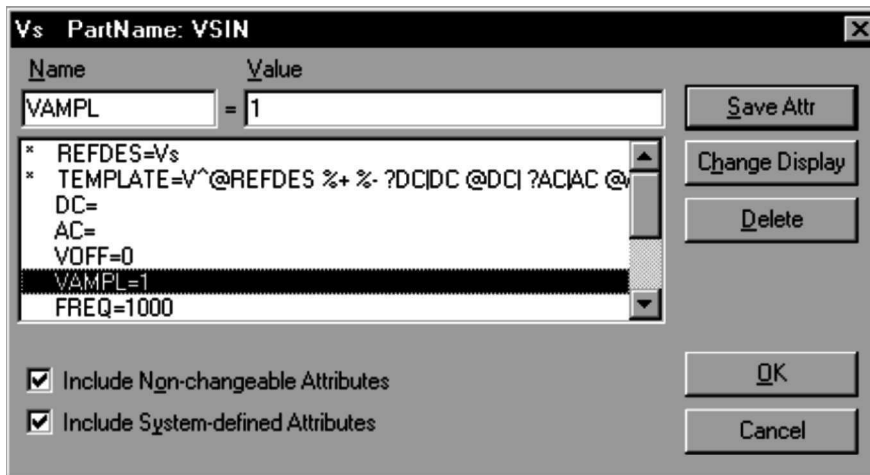 Vs PartName: VSIN
Name Value
VAMPL = 1
Save Attr
* REFDES=Vs
* TEMPLATE=V^@REFDES %+ %- ?DC|DC @DC| ?AC|AC @
DC=
AC=
VOFF=0
VAMPL=1
FREQ=1000
Change Display
Delete
Include Non-changeable Attributes
Include System-defined Attributes
OK
Cancel